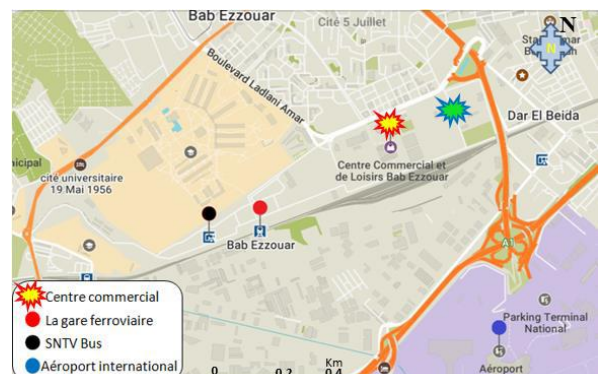 Bab Ezzouar
Cité 5 Juillet
N
N
Boulevard Ladlani Amar
Dar El Beida
Centre Commercial et
de Loisirs Bab Ezzouar
cité universitaire
19 Mai 1956
Bab Ezzouar
A1
Parking Terminal
National
Aéroport
Centre commercial
La gare ferroviaire
SNTV Bus
Aéroport international
Km
0 0.2 0.4